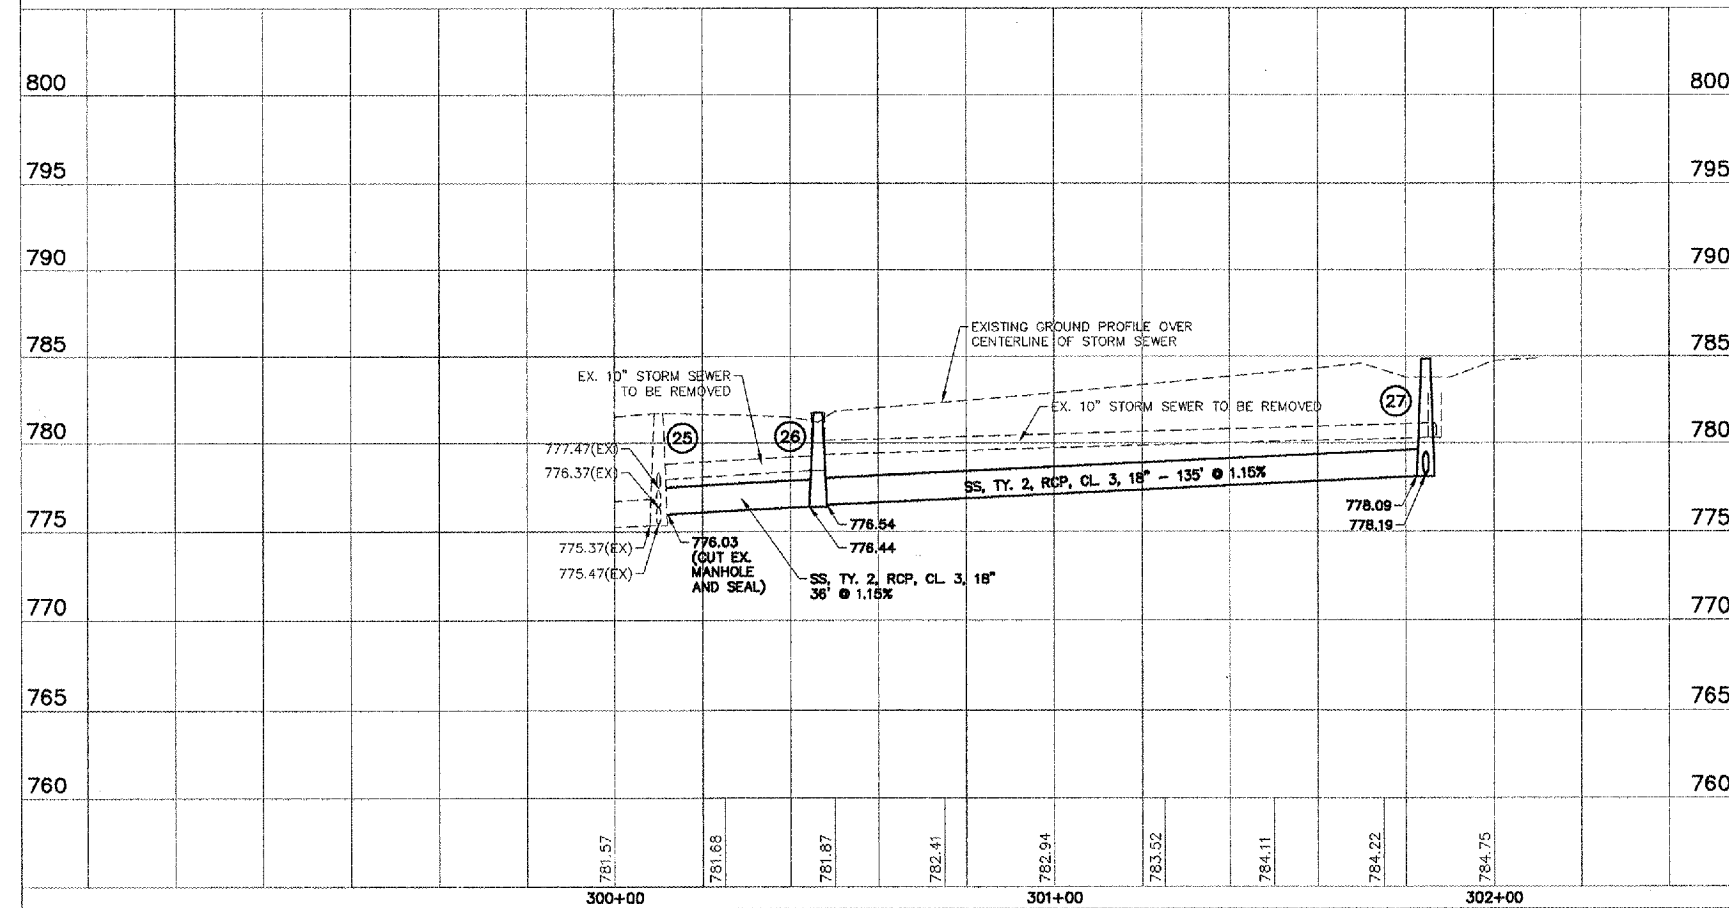 800
800
795
795
790
790
785
785
780
780
775
775
770
770
765
765
760
760
EXISTING GROUND PROFILE OVER
CENTERLINE OF STORM SEWER
EX. 10" STORM SEWER
TO BE REMOVED
EX. 10" STORM SEWER TO BE REMOVED
25
26
27
777.47(EX)
776.37(EX)
775.37(EX)
775.47(EX)
776.03
(CUT EX.
MANHOLE
AND SEAL)
SS, TY. 2, RCP, CL. 3, 18" - 135' @ 1.15%
776.54
776.44
SS, TY. 2, RCP, CL. 3, 18"
36' @ 1.15%
778.09
778.19
781.57
781.68
781.87
782.41
782.94
783.52
784.11
784.22
784.75
300+00
301+00
302+00